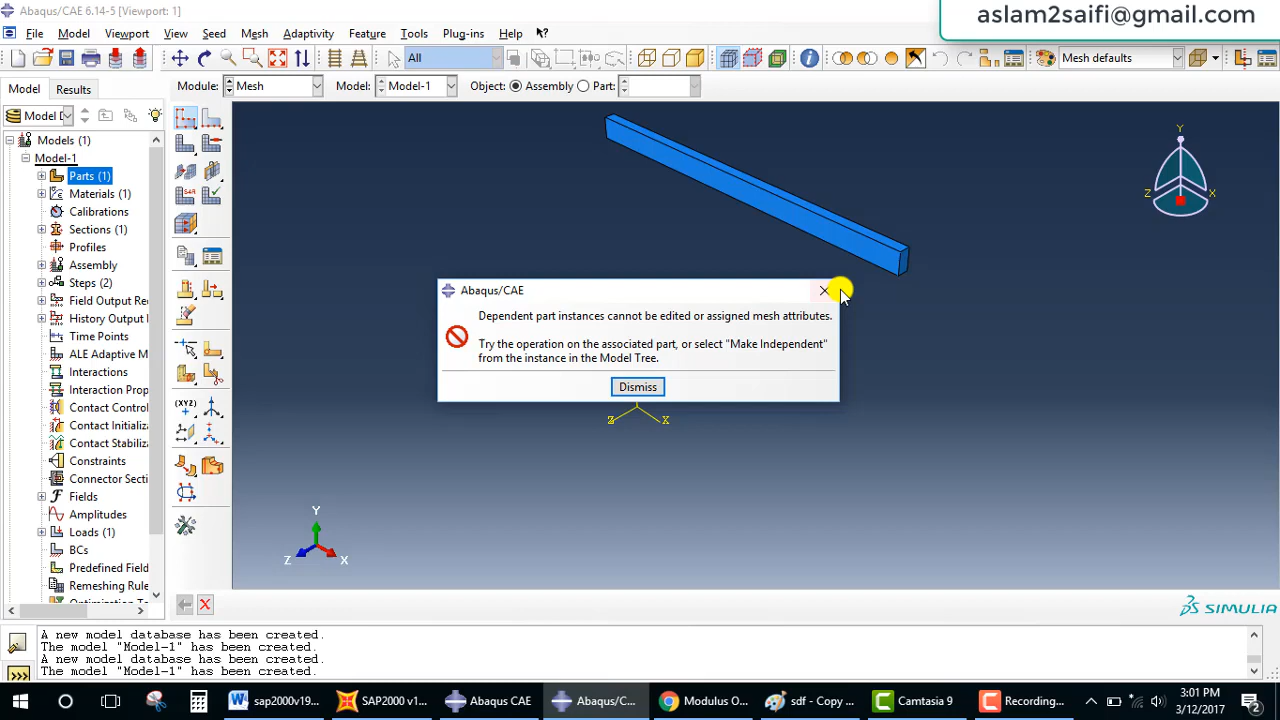 Abaqus/CAE 6.14-5 [Viewport: 1]
aslam2saifi@gmail.com
File Model Viewport View Seed Mesh Adaptivity Feature Tools Plug-ins Help
All
Mesh defaults
Model Results
Module: Mesh Model: Model-1 Object: Assembly Part:
Model D
Models (1)
Model-1
Parts (1)
Materials (1)
Calibrations
Sections (1)
Profiles
Assembly
Steps (2)
Field Output Re
History Output
Time Points
ALE Adaptive M
Interactions
Interaction Prop
Contact Control
Contact Initializa
Contact Stabiliza
Constraints
Connector Secti
Fields
Amplitudes
Loads (1)
BCs
Predefined Field
Remeshing Rule
S4R
(XYZ)
Y
Z X
Abaqus/CAE
Dependent part instances cannot be edited or assigned mesh attributes.
Try the operation on the associated part, or select "Make Independent"
from the instance in the Model Tree.
Dismiss
Z X
Y
Z X
SIMULIA
A new model database has been created.
The model "Model-1" has been created.
A new model database has been created.
The model "Model-1" has been created.
>>>
sap2000v19... SAP2000 v1... Abaqus CAE Abaqus/C... Modulus O... sdf - Copy ... Camtasia 9 Recording...
3:01 PM
3/12/2017
2